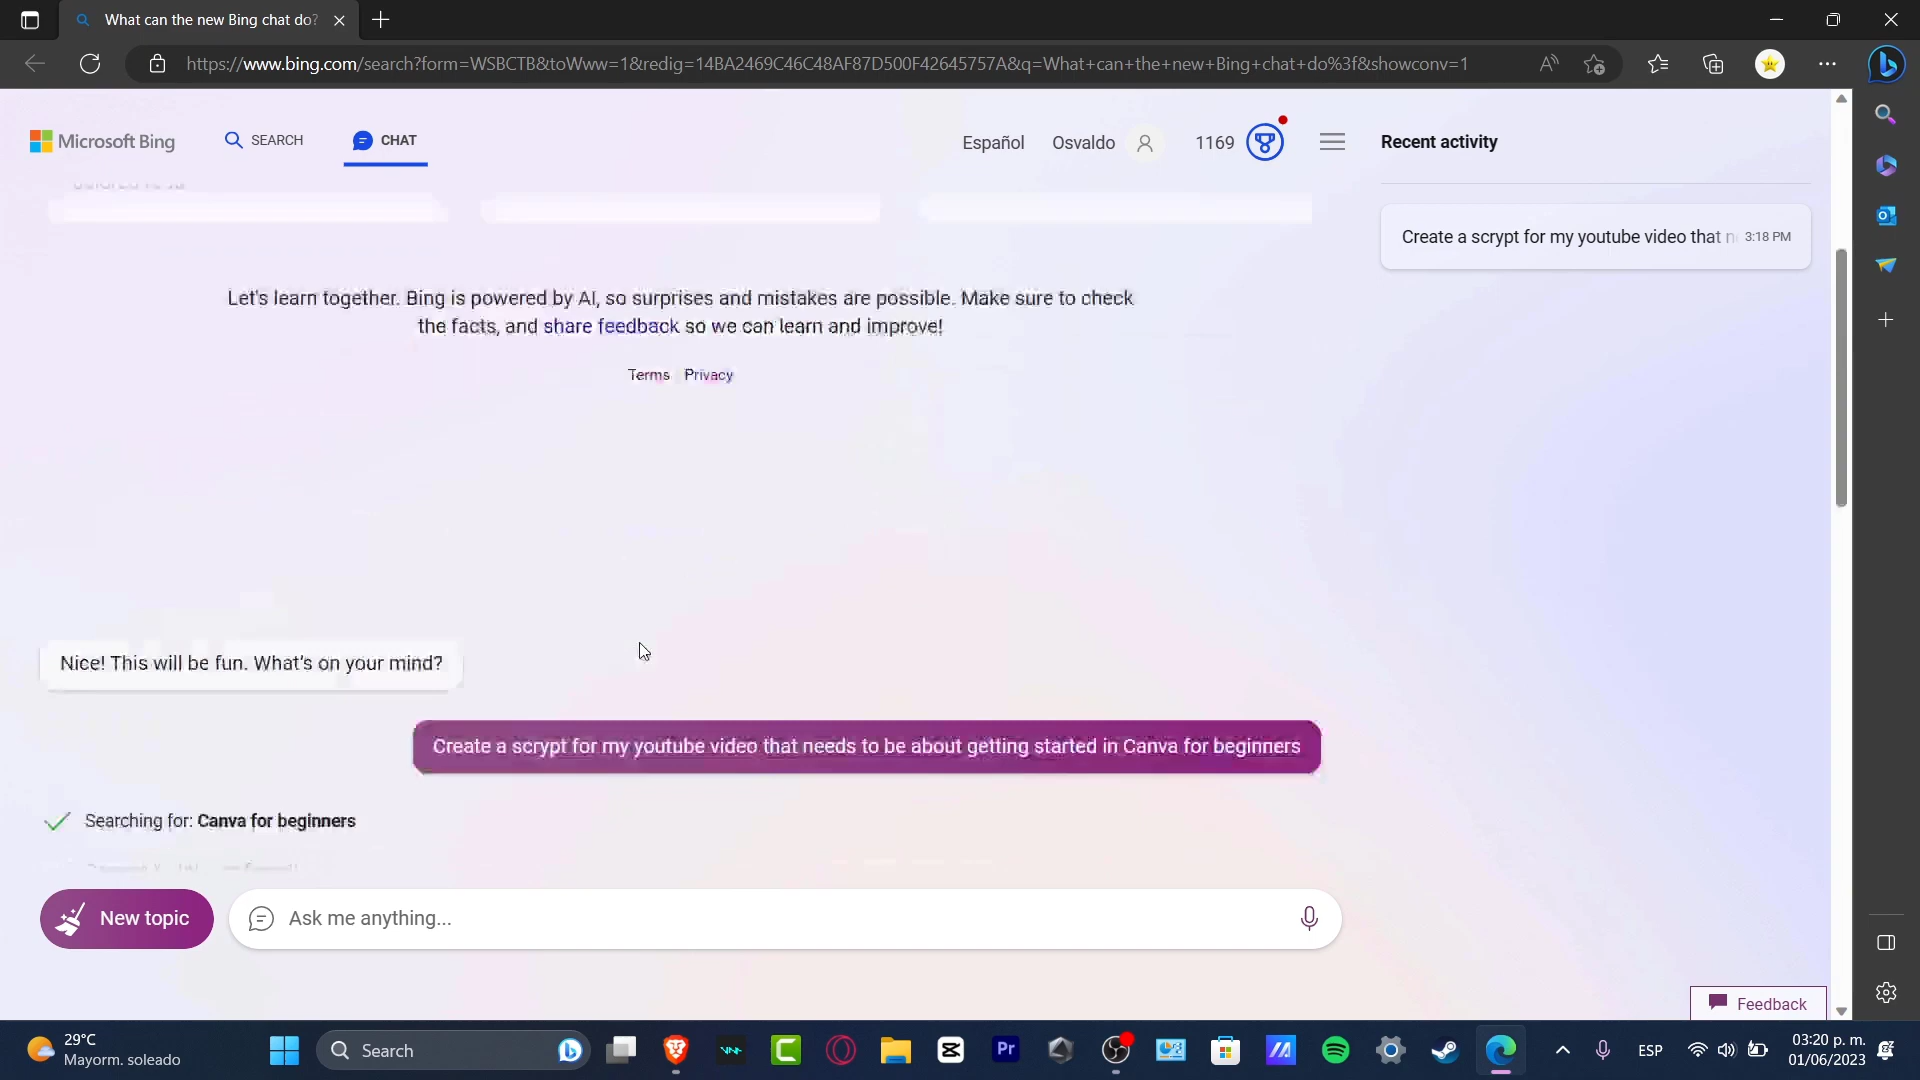 What can the new Bing chat do?
https://www.bing.com/search?form=WSBCTB&toWww=1&redig=14BA2469C46C48AF87D500F42645757A&q=What+can+the+new+Bing+chat+do%3f&showconv=1
Microsoft Bing
SEARCH
CHAT
Español
Osvaldo
1169
Recent activity
Create a scrypt for my youtube video that
3:18 PM
Let's learn together. Bing is powered by AI, so surprises and mistakes are possible. Make sure to check
the facts, and share feedback so we can learn and improve!
Terms Privacy
Nice! This will be fun. What's on your mind?
Create a scrypt for my youtube video that needs to be about getting started in Canva for beginners
Searching for: Canva for beginners
New topic
Ask me anything...
Feedback
29°C
Mayorm. soleado
Search
Pr
ESP
03:20 p. m.
01/06/2023